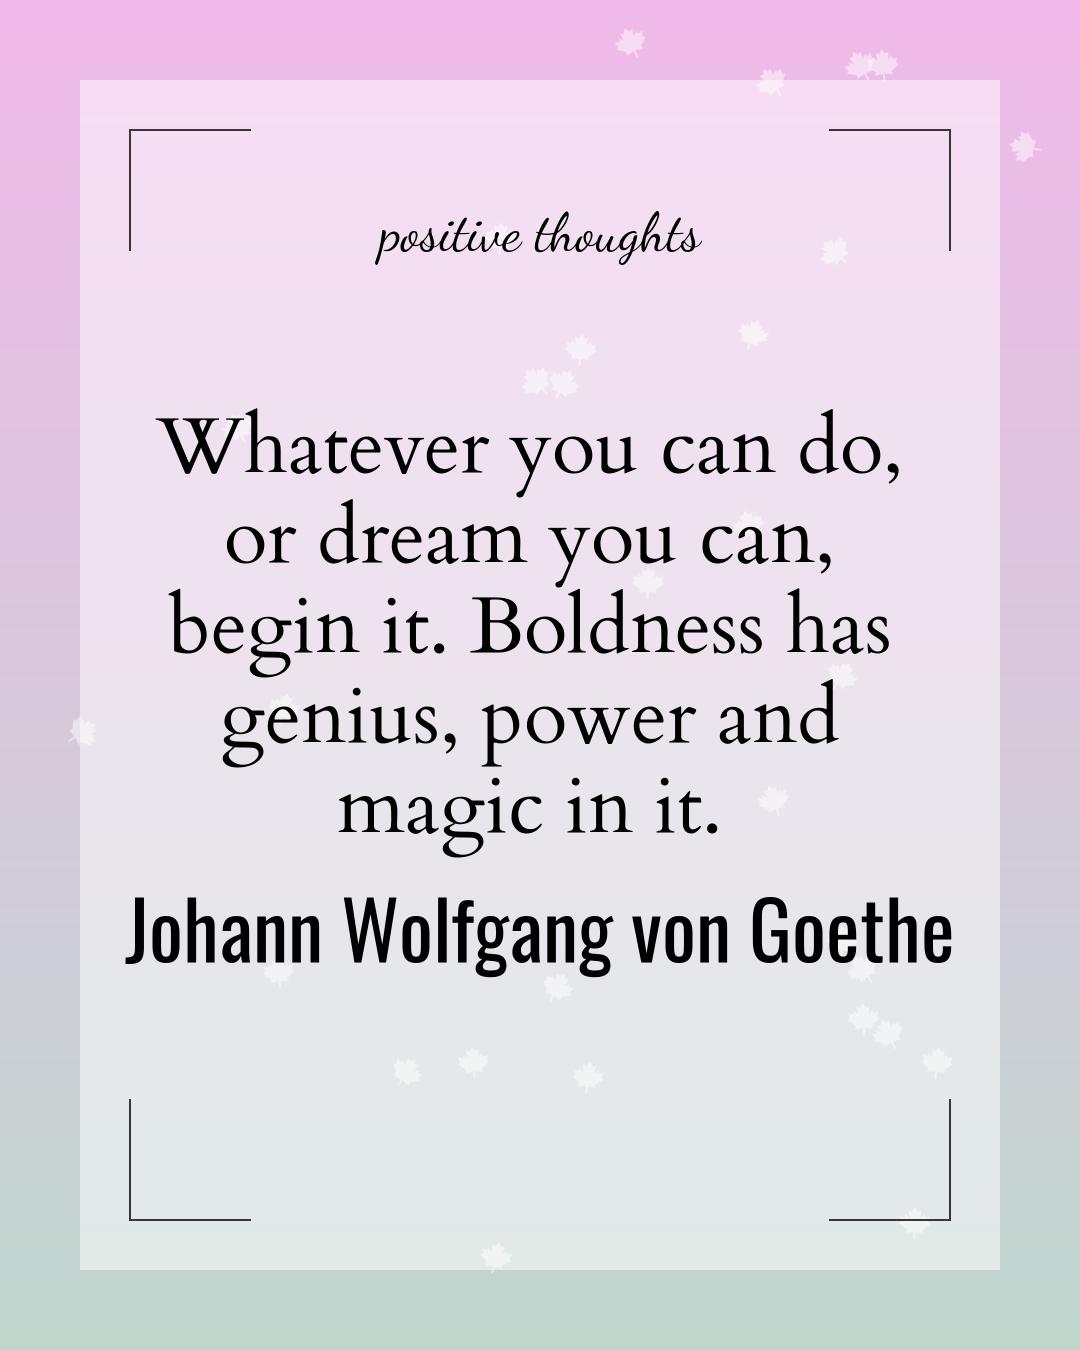 positive thoughts
Whatever you can do,
or dream you can,
begin it. Boldness has
genius, power and
magic in it.
Johann Wolfgang von Goethe